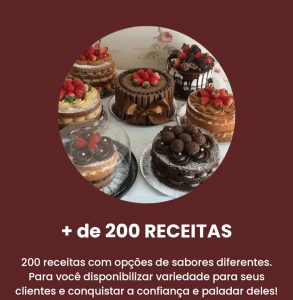 + de 200 RECEITAS
200 receitas com opções de sabores diferentes.
Para você disponibilizar variedade para seus
clientes e conquistar a confiança e paladar deles!